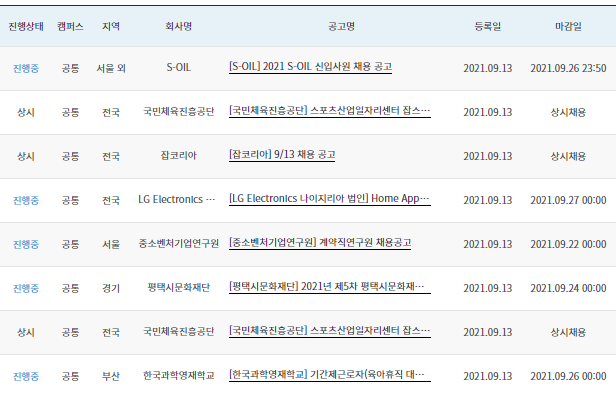 진행상태 캠퍼스 지역 회사명 공고명 등록일 마감일
진행중 공통 서울 외 S-OIL [S-OIL] 2021 S-OIL 신입사원 채용 공고 2021.09.13 2021.09.26 23:50
상시 공통 전국 국민체육진흥공단 [국민체육진흥공단] 스포츠산업일자리센터 잡스… 2021.09.13 상시채용
상시 공통 전국 잡코리아 [잡코리아] 9/13 채용 공고 2021.09.13 상시채용
진행중 공통 전국 LG Electronics … [LG Electronics 나이지리아 법인] Home App… 2021.09.13 2021.09.27 00:00
진행중 공통 서울 중소벤처기업연구원 [중소벤처기업연구원] 계약직연구원 채용공고 2021.09.13 2021.09.22 00:00
진행중 공통 경기 평택시문화재단 [평택시문화재단] 2021년 제5차 평택시문화재… 2021.09.13 2021.09.24 00:00
상시 공통 전국 국민체육진흥공단 [국민체육진흥공단] 스포츠산업일자리센터 잡스… 2021.09.13 상시채용
진행중 공통 부산 한국과학영재학교 [한국과학영재학교] 기간제근로자(육아휴직 대… 2021.09.13 2021.09.26 00:00